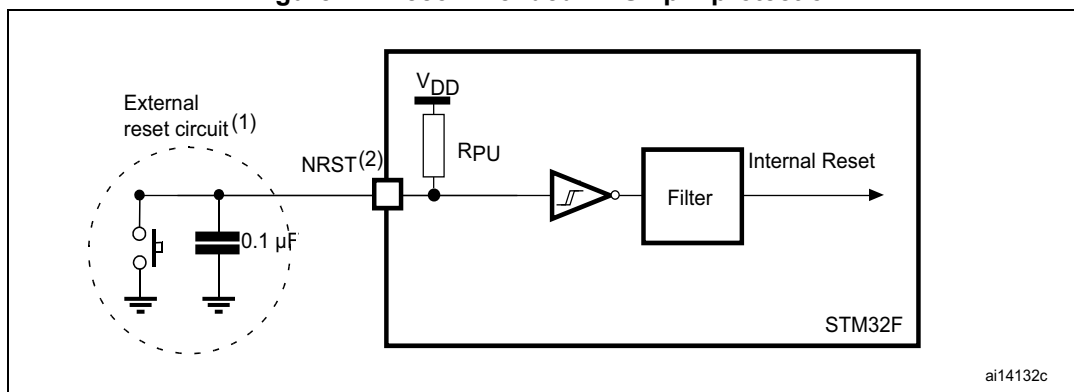 External
reset circuit(1)
NRST(2)
VDD
RPU
Internal Reset
Filter
0.1 µF
STM32F
ai14132c